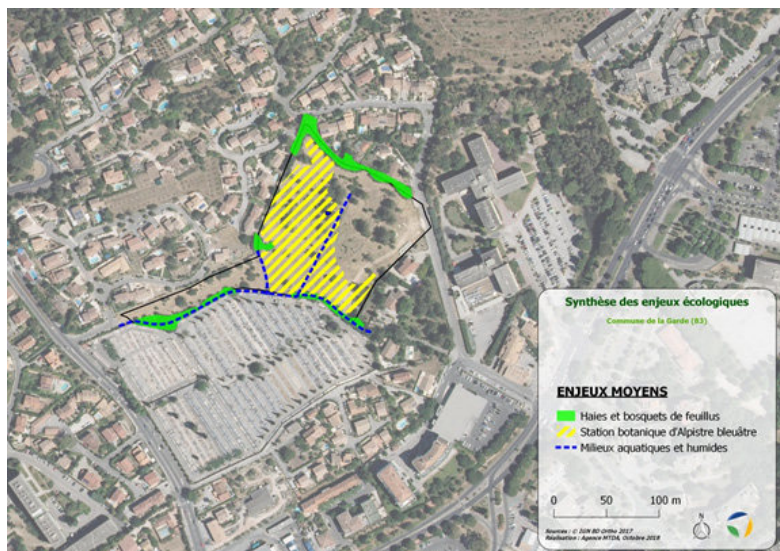 Synthèse des enjeux écologiques
Commune de la Garde (83)
ENJEUX MOYENS
Haies et bosquets de feuillus
Station botanique d'Alpistre bleuâtre
Milieux aquatiques et humides
0 50 100 m
N
Sources : © IGN BD Ortho 2017
Réalisation : Agence MTDA, Octobre 2018